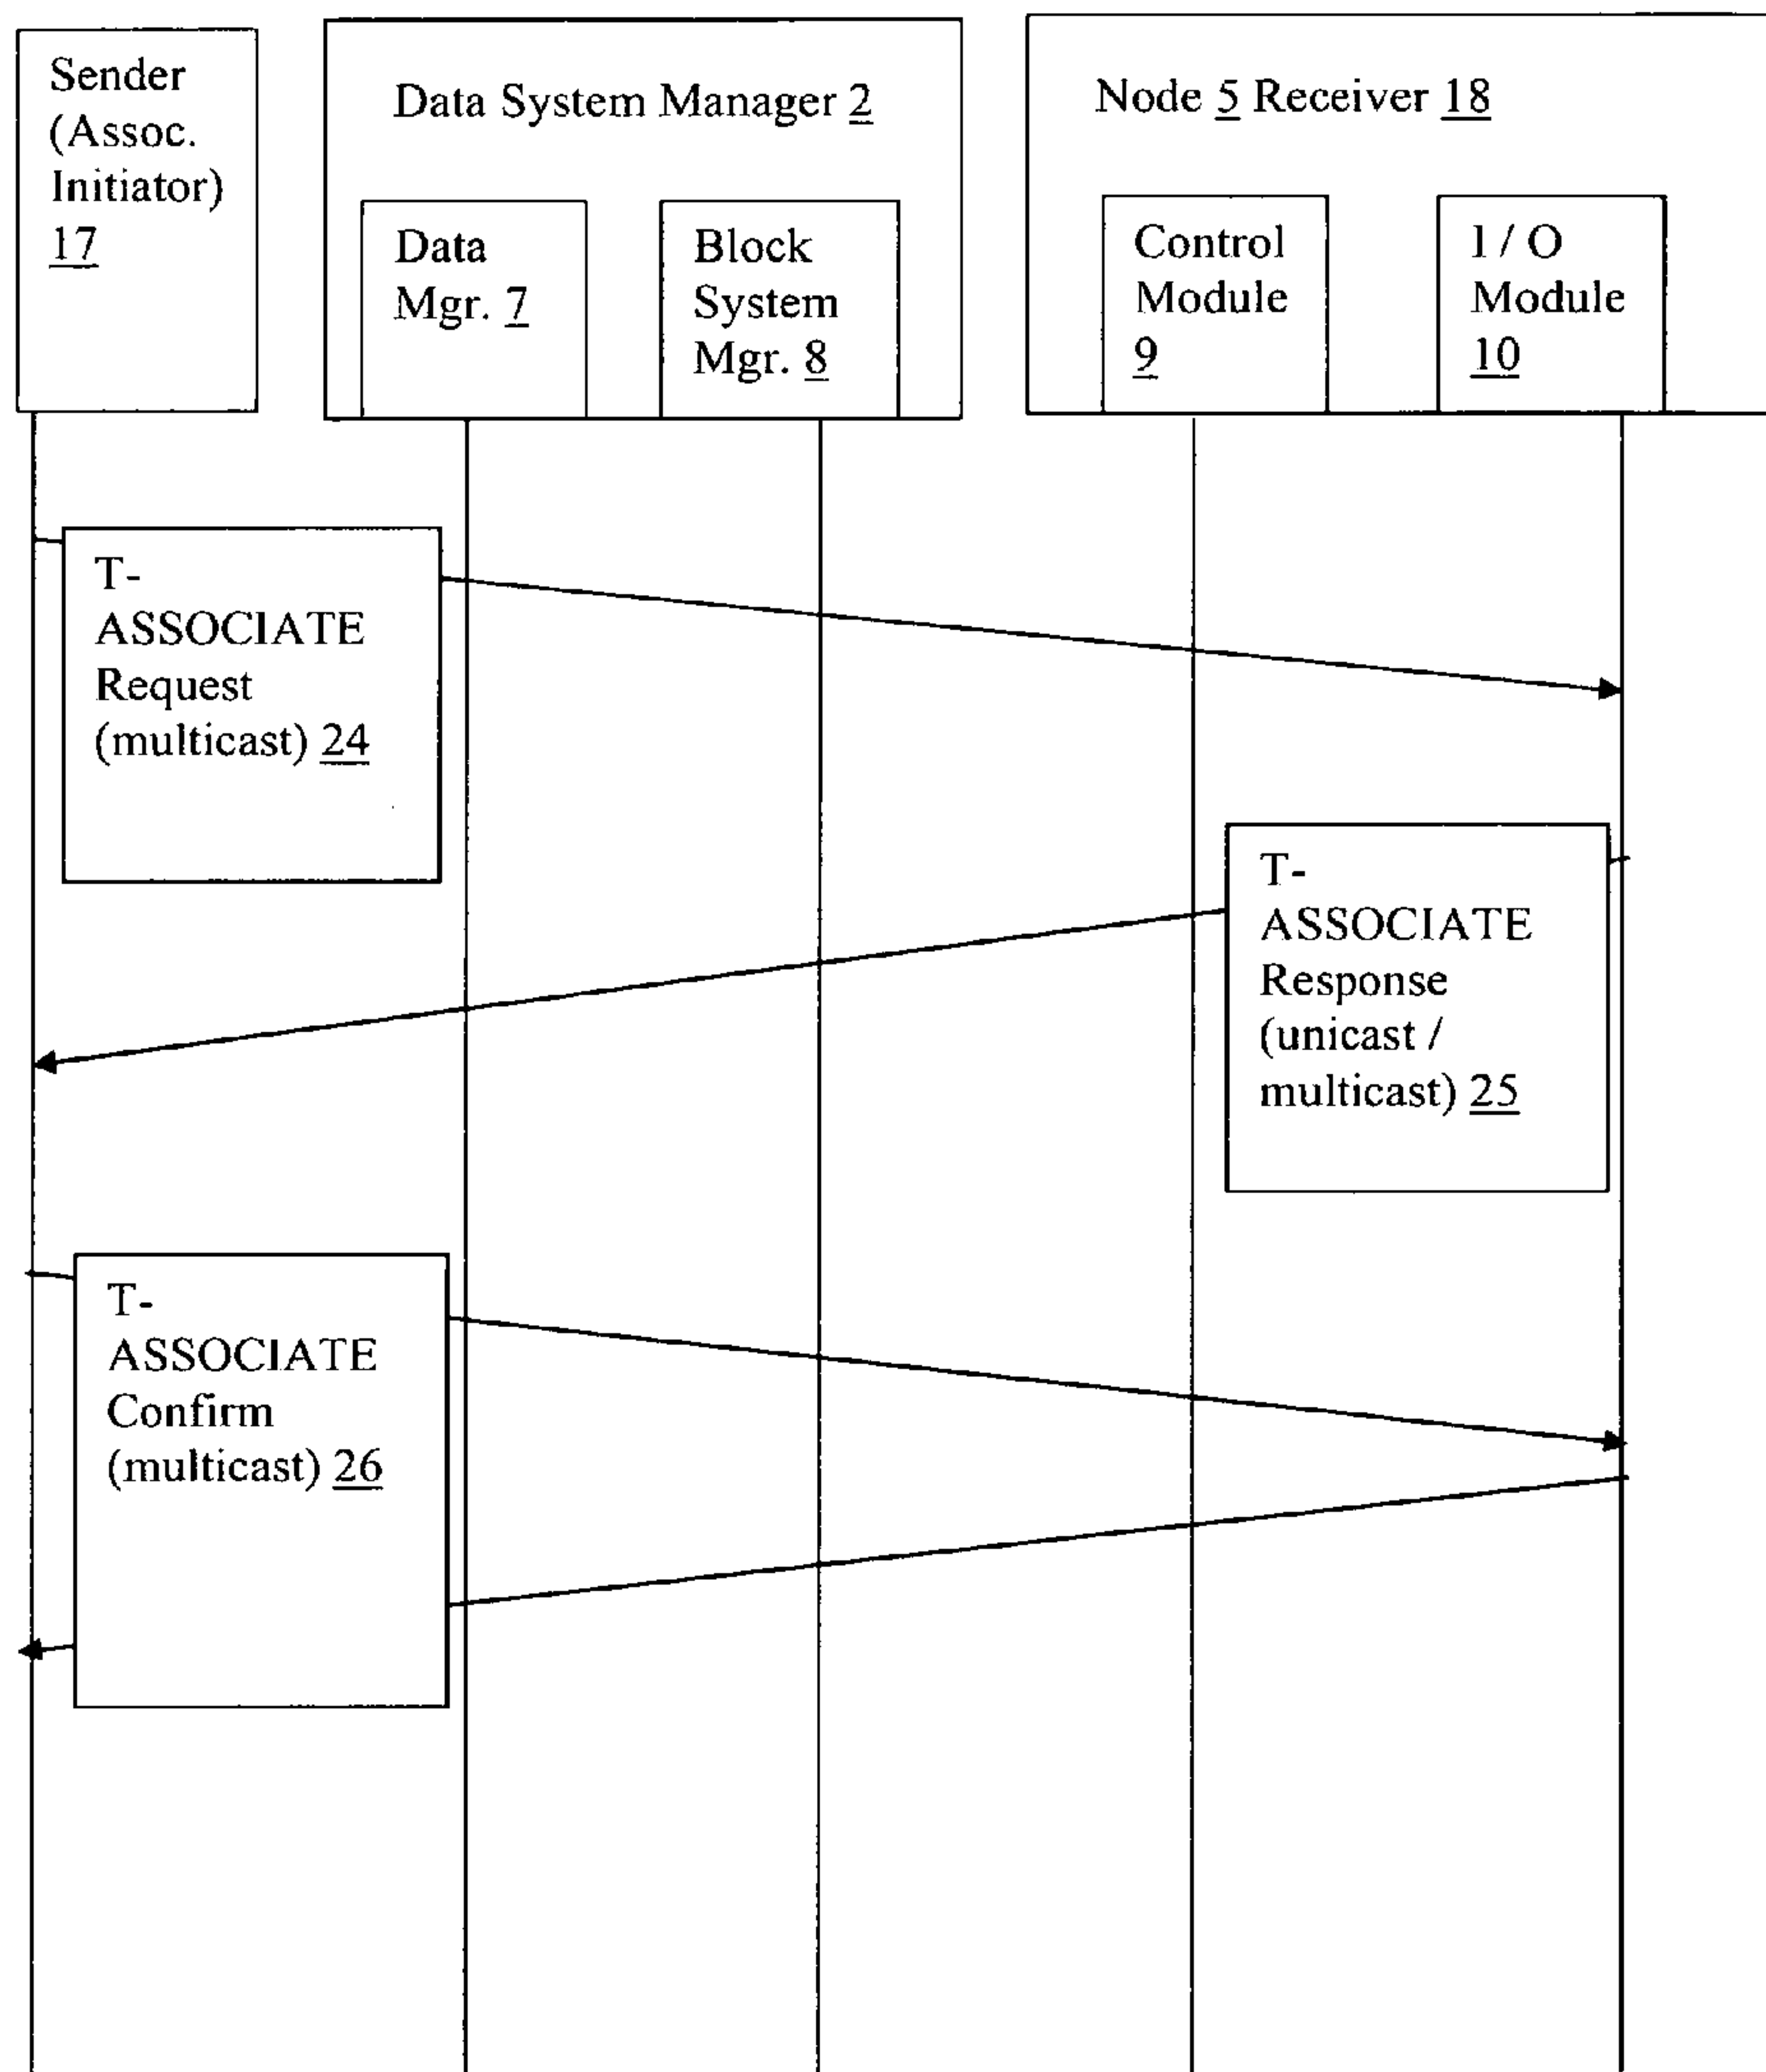 Sender
(Assoc.
Initiator)
17
Data System Manager 2
Data
Mgr. 7
Block
System
Mgr. 8
Node 5 Receiver 18
Control
Module
9
I / O
Module
10
T-
ASSOCIATE
Request
(multicast) 24
T-
ASSOCIATE
Response
(unicast /
multicast) 25
T-
ASSOCIATE
Confirm
(multicast) 26